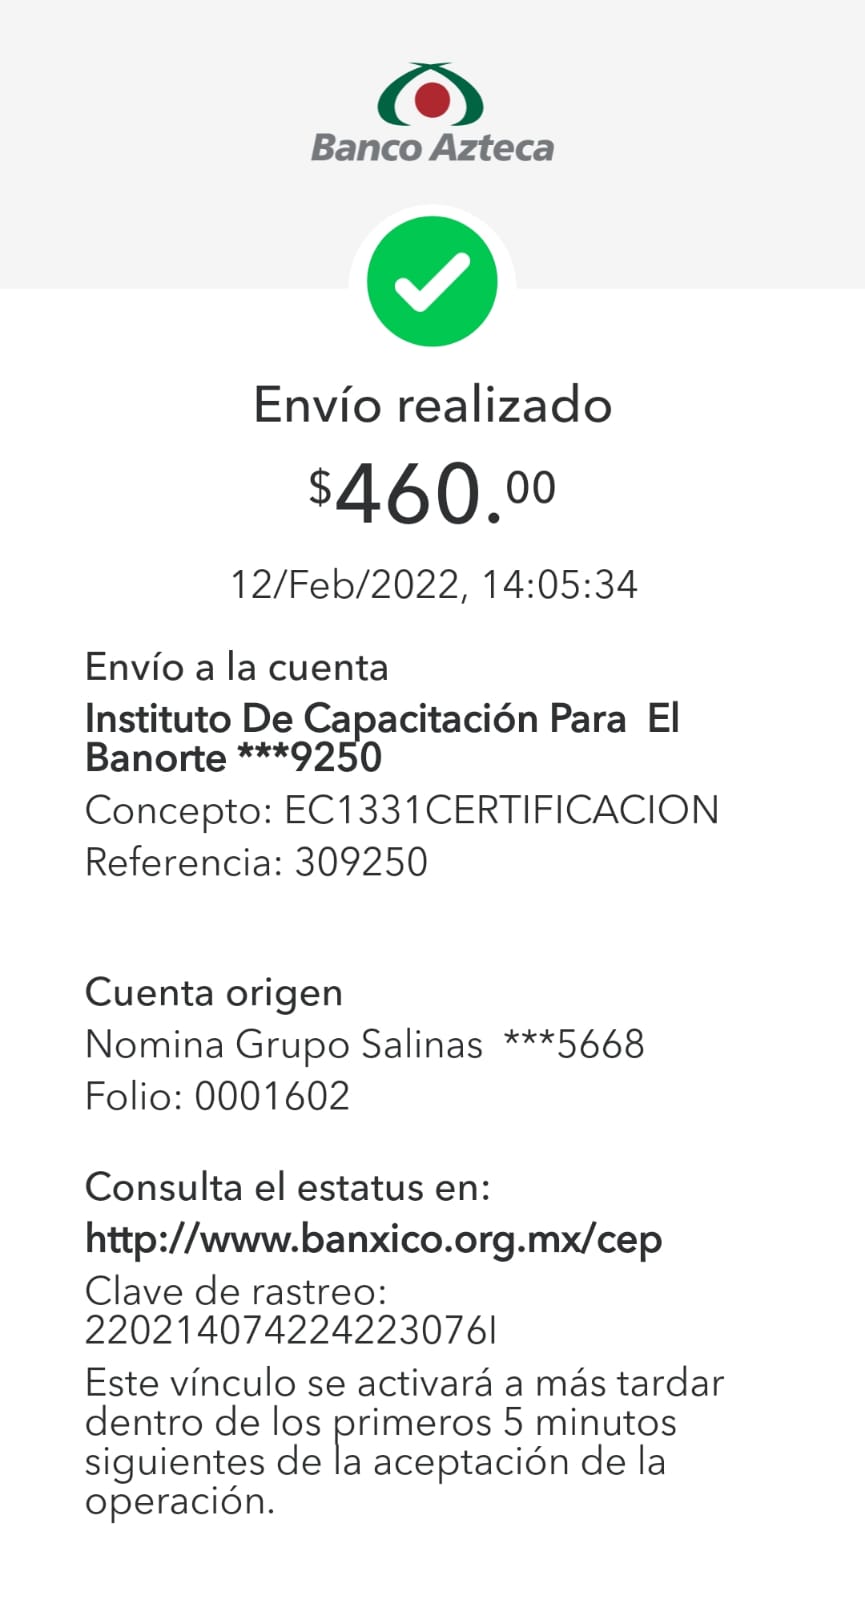 Banco Azteca
Envío realizado
$460.00
12/Feb/2022, 14:05:34
Envío a la cuenta
Instituto De Capacitación Para  El
Banorte ***9250
Concepto: EC1331CERTIFICACION
Referencia: 309250
Cuenta origen
Nomina Grupo Salinas  ***5668
Folio: 0001602
Consulta el estatus en:
http://www.banxico.org.mx/cep
Clave de rastreo:
220214074224223076I
Este vínculo se activará a más tardar
dentro de los primeros 5 minutos
siguientes de la aceptación de la
operación.